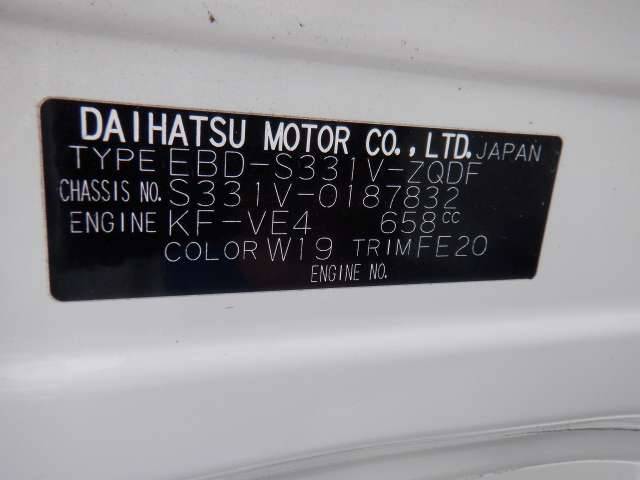 DAIHATSU MOTOR CO., LTD. JAPAN
TYPE EBD-S331V-ZQDF
CHASSIS NO. S331V-0187832
ENGINE KF-VE4 658CC
COLOR W19 TRIM FE20
ENGINE NO.